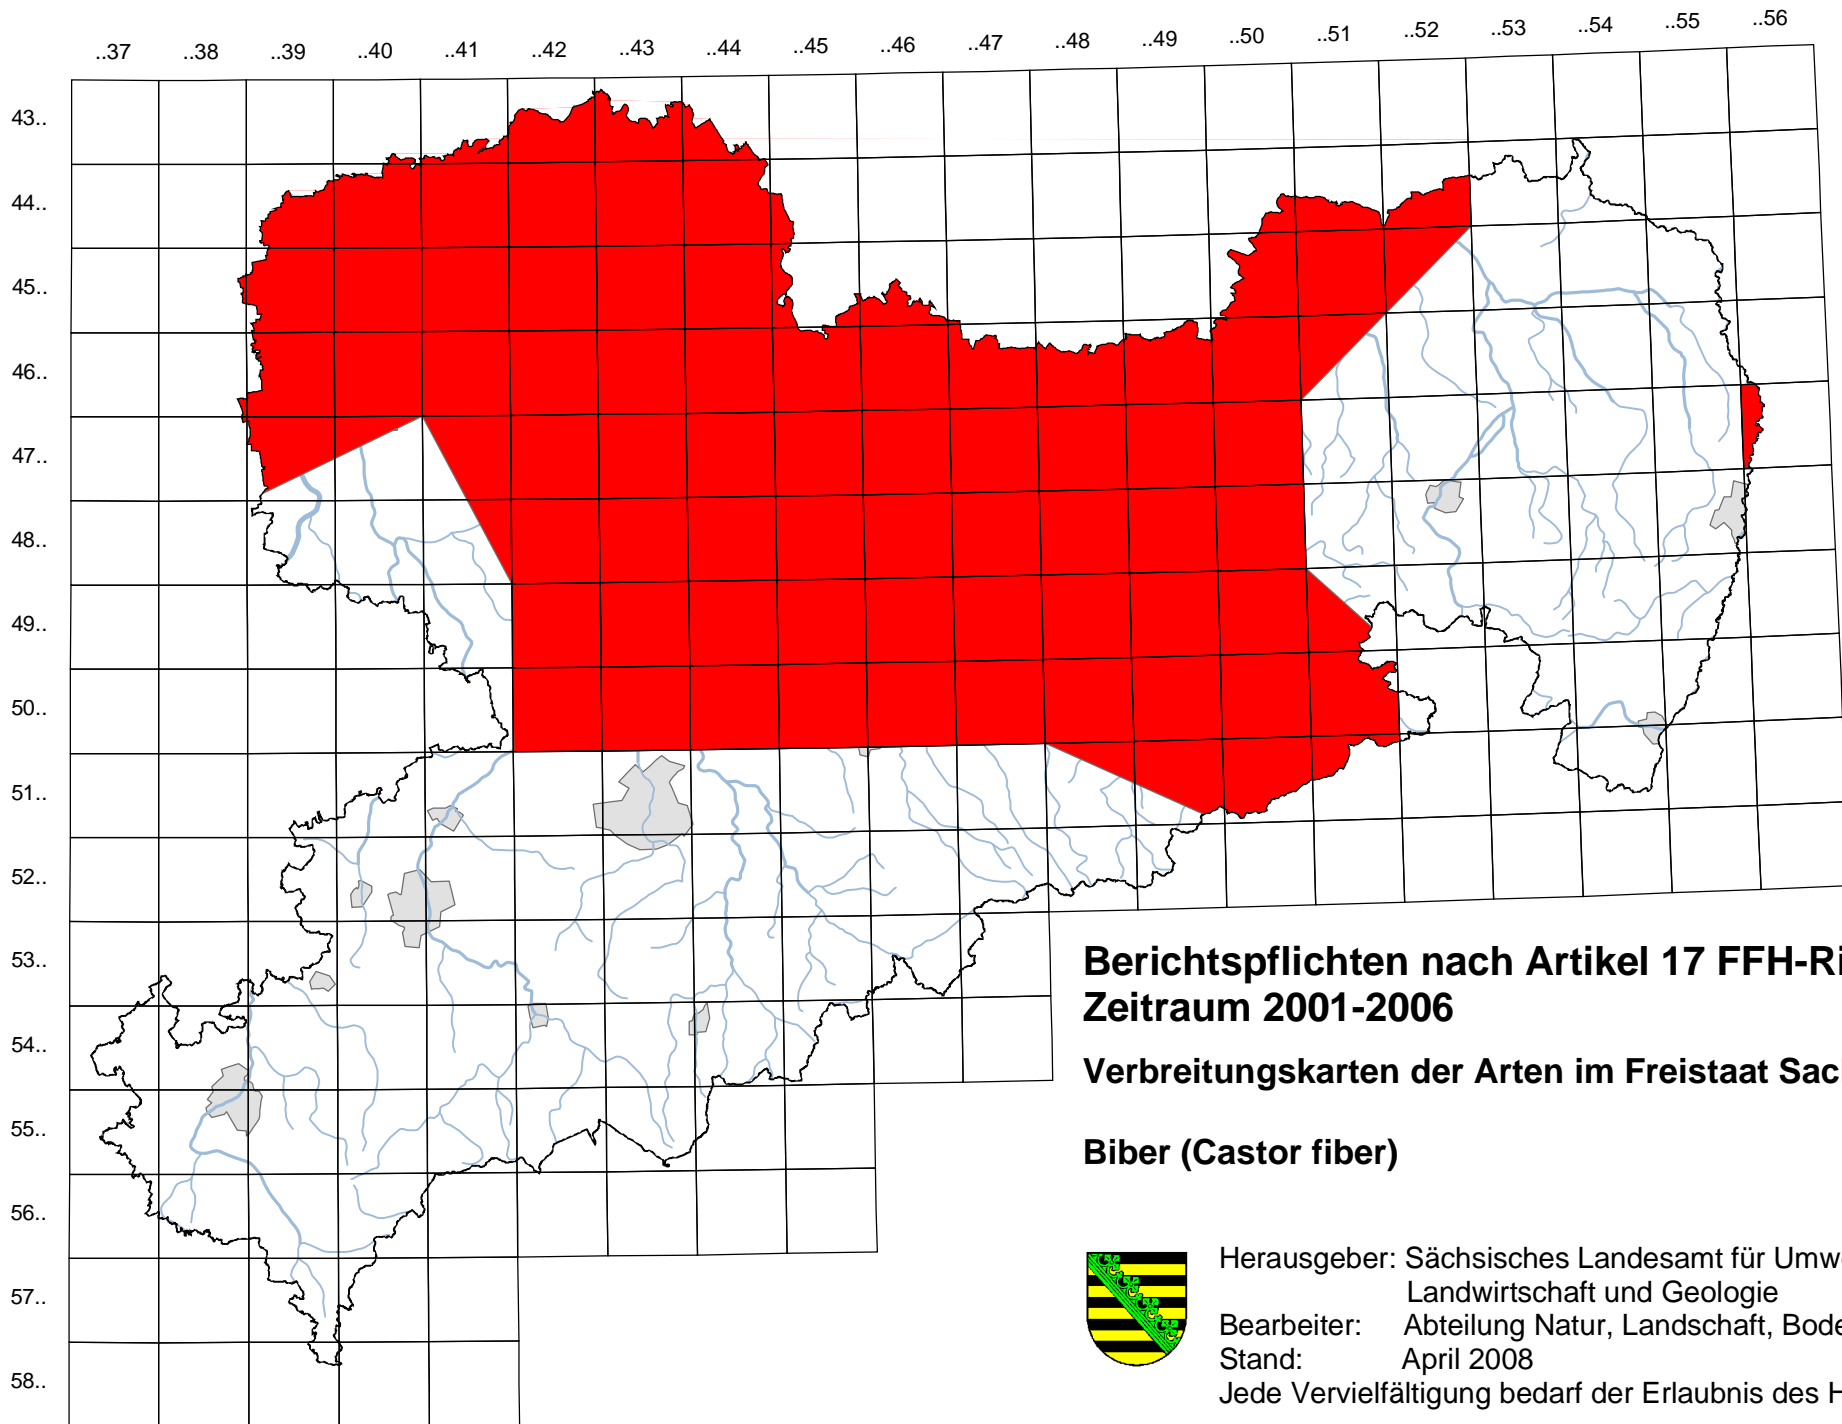 ..37 ..38 ..39 ..40 ..41 ..42 ..43 ..44 ..45 ..46 ..47 ..48 ..49 ..50 ..51 ..52 ..53 ..54 ..55 ..56
43..
44..
45..
46..
47..
48..
49..
50..
51..
52..
53..
54..
55..
56..
57..
58..
Berichtspflichten nach Artikel 17 FFH-Ri
Zeitraum 2001-2006
Verbreitungskarten der Arten im Freistaat Sac
Biber (Castor fiber)
Herausgeber: Sächsisches Landesamt für Umw
Landwirtschaft und Geologie
Bearbeiter: Abteilung Natur, Landschaft, Bode
Stand: April 2008
Jede Vervielfältigung bedarf der Erlaubnis des H